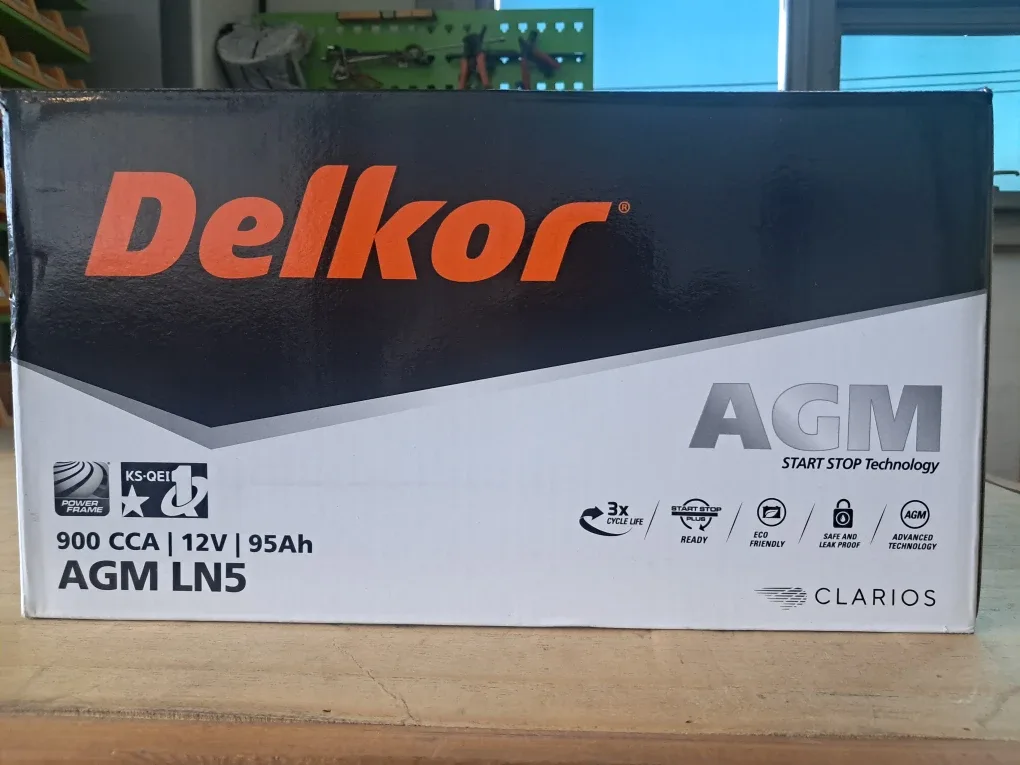 Delkor®
AGM
START STOP Technology
POWER
FRAME
KS-QEI
1
900 CCA | 12V | 95Ah
AGM LN5
3x
CYCLE LIFE
START STOP
PLUS
READY
ECO
FRIENDLY
SAFE AND
LEAK PROOF
AGM
ADVANCED
TECHNOLOGY
CLARIOS